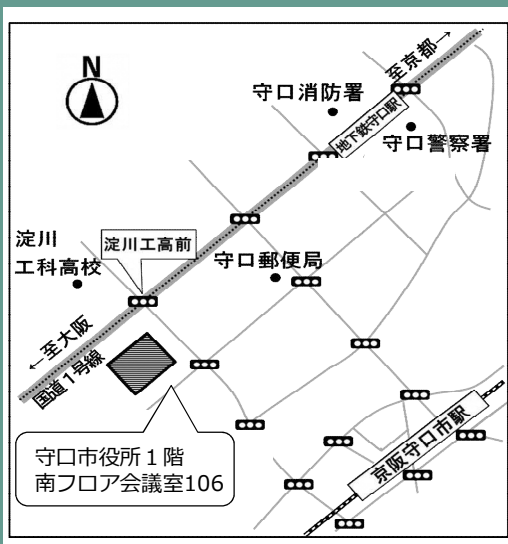 N
至京都→
守口消防署
地下鉄守口駅
守口警察署
淀川
工科高校
淀川工高前
守口郵便局
←至大阪
国道1号線
守口市役所1階
南フロア会議室106
京阪守口市駅